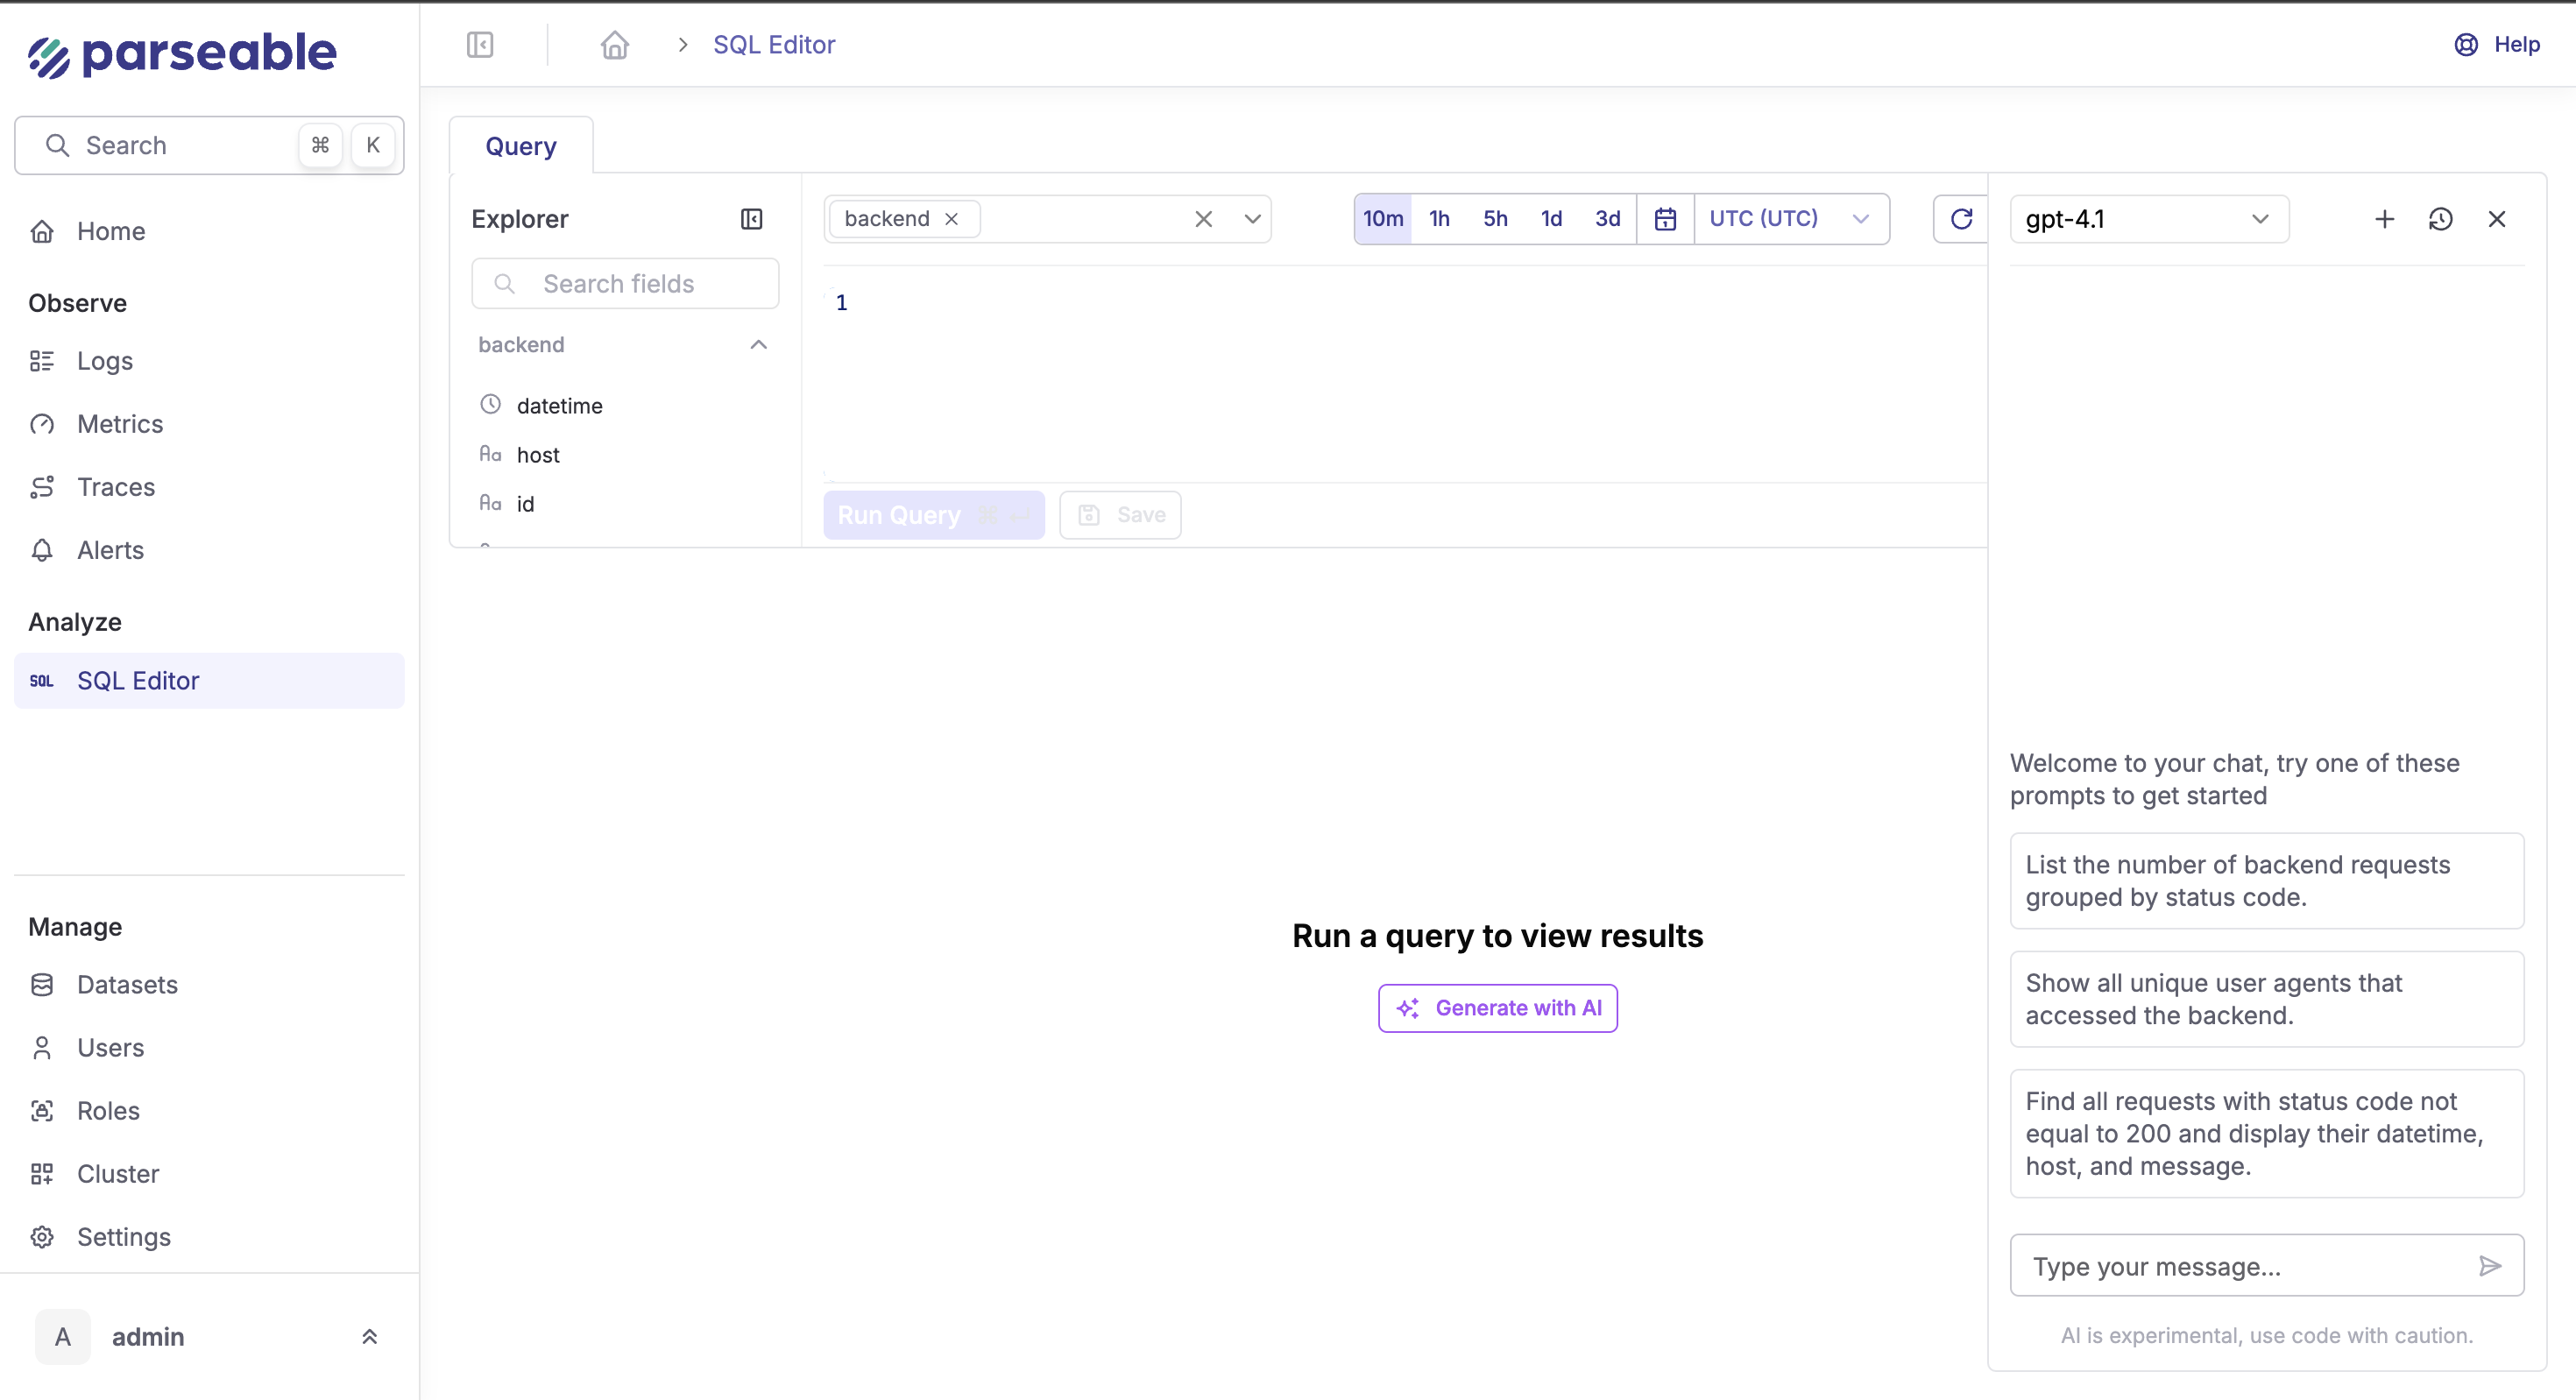 parseable
Search ⌘ K
Home
Observe
Logs
Metrics
Traces
Alerts
Analyze
SQL SQL Editor
Manage
Datasets
Users
Roles
Cluster
Settings
A admin
SQL Editor
Help
Query
Explorer
Search fields
backend
datetime
Aa host
Aa id
backend
10m 1h 5h 1d 3d UTC (UTC)
1
Run Query ⌘ ↵ Save
Run a query to view results
Generate with AI
gpt-4.1
Welcome to your chat, try one of these
prompts to get started
List the number of backend requests
grouped by status code.
Show all unique user agents that
accessed the backend.
Find all requests with status code not
equal to 200 and display their datetime,
host, and message.
Type your message...
AI is experimental, use code with caution.